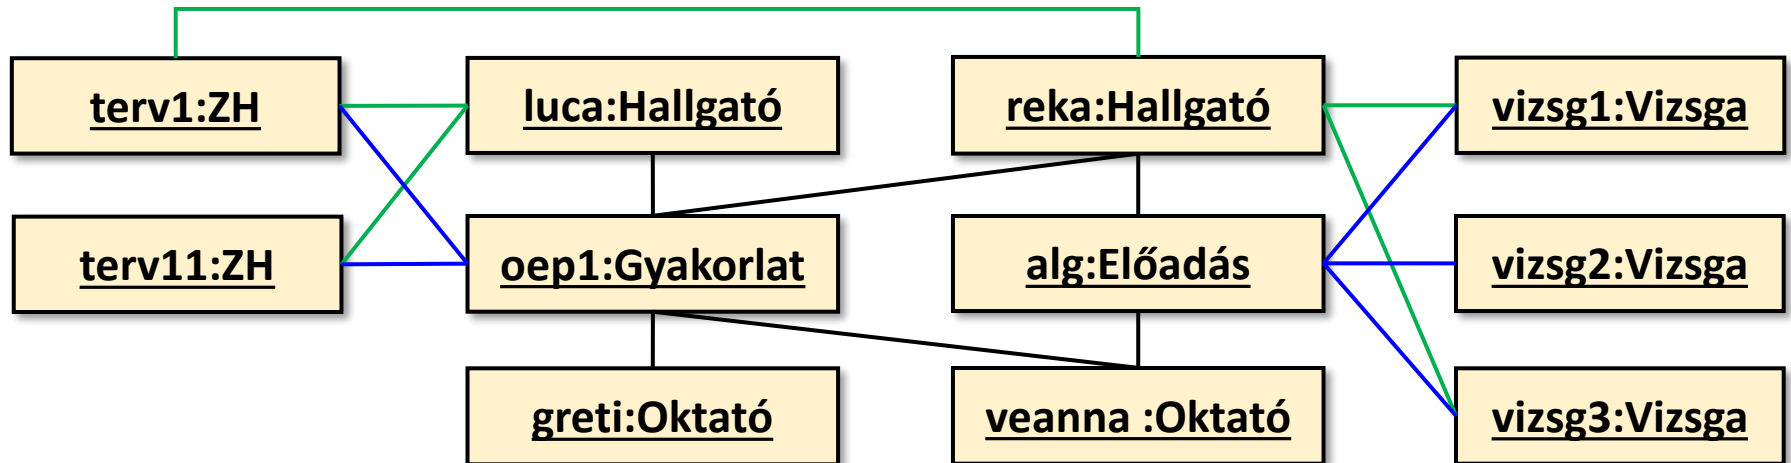 terv1:ZH
luca:Hallgató
reka:Hallgató
vizsg1:Vizsga
terv11:ZH
oep1:Gyakorlat
alg:Előadás
vizsg2:Vizsga
greti:Oktató
veanna :Oktató
vizsg3:Vizsga